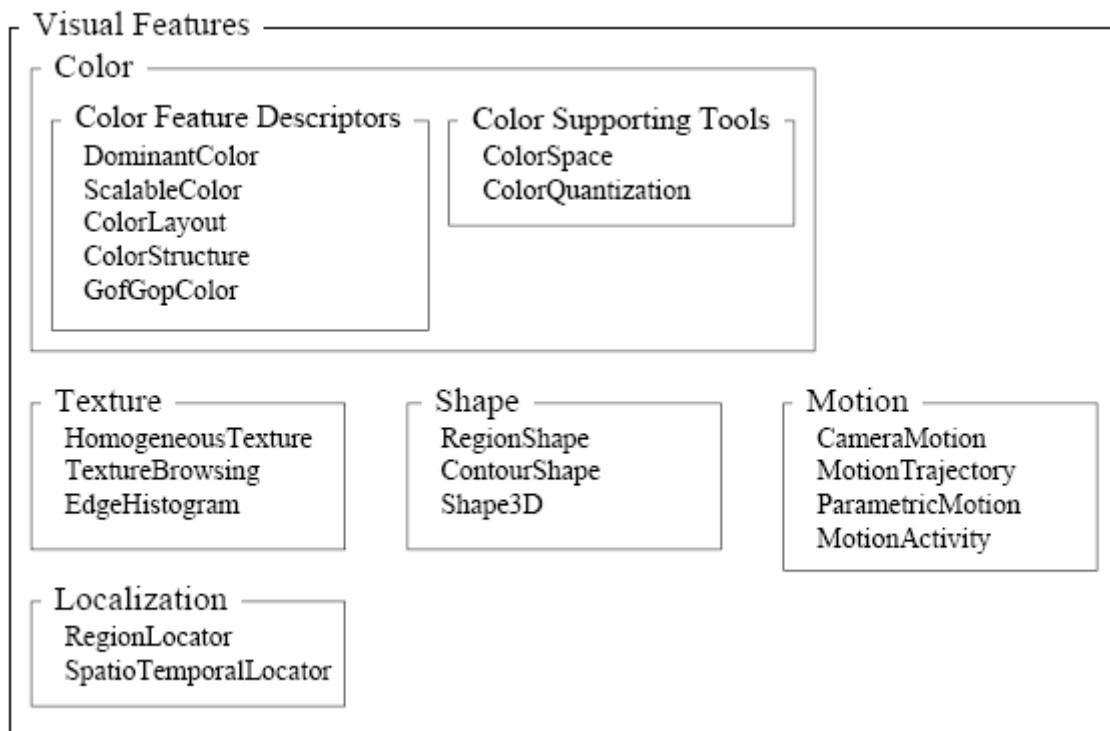 Visual Features
Color
Color Feature Descriptors
DominantColor
ScalableColor
ColorLayout
ColorStructure
GofGopColor
Color Supporting Tools
ColorSpace
ColorQuantization
Texture
HomogeneousTexture
TextureBrowsing
EdgeHistogram
Shape
RegionShape
ContourShape
Shape3D
Motion
CameraMotion
MotionTrajectory
ParametricMotion
MotionActivity
Localization
RegionLocator
SpatioTemporalLocator